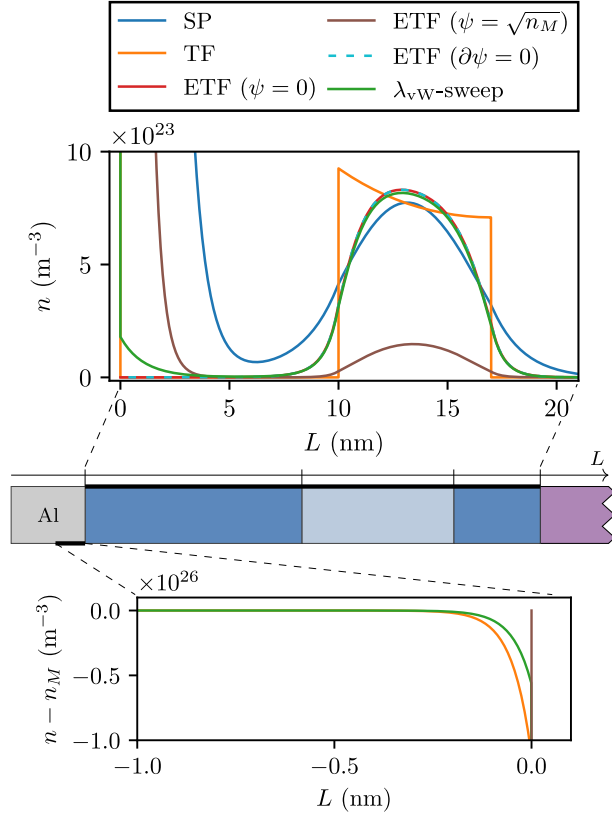 SP
TF
ETF (ψ = 0)
ETF (ψ = √n_M)
ETF (∂ψ = 0)
λ_vW-sweep
×10^23
n (m^−3)
10
5
0
0 5 10 15 20
L (nm)
L
Al
×10^26
n − n_M (m^−3)
0.0
−0.5
−1.0
−1.0 −0.5 0.0
L (nm)